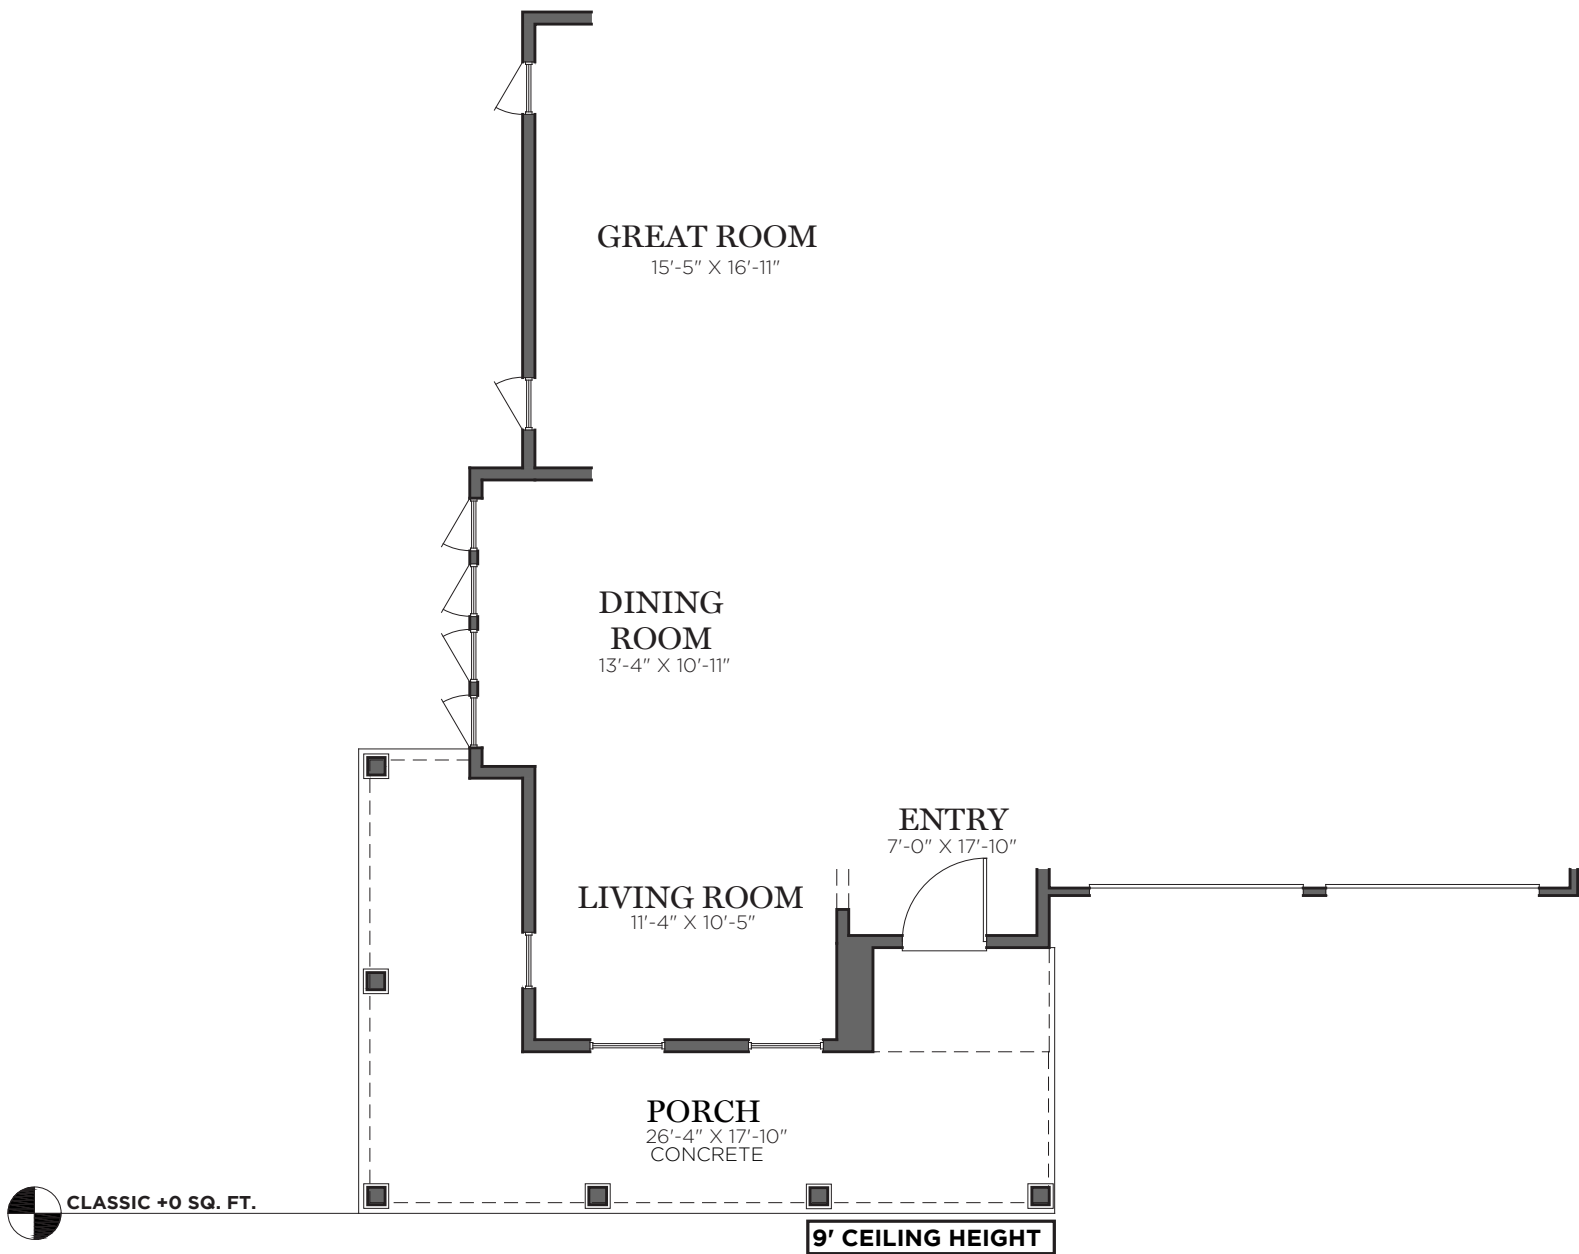 GREAT ROOM
15'-5" X 16'-11"
DINING
ROOM
13'-4" X 10'-11"
ENTRY
7'-0" X 17'-10"
LIVING ROOM
11'-4" X 10'-5"
PORCH
26'-4" X 17'-10"
CONCRETE
CLASSIC +0 SQ. FT.
9' CEILING HEIGHT